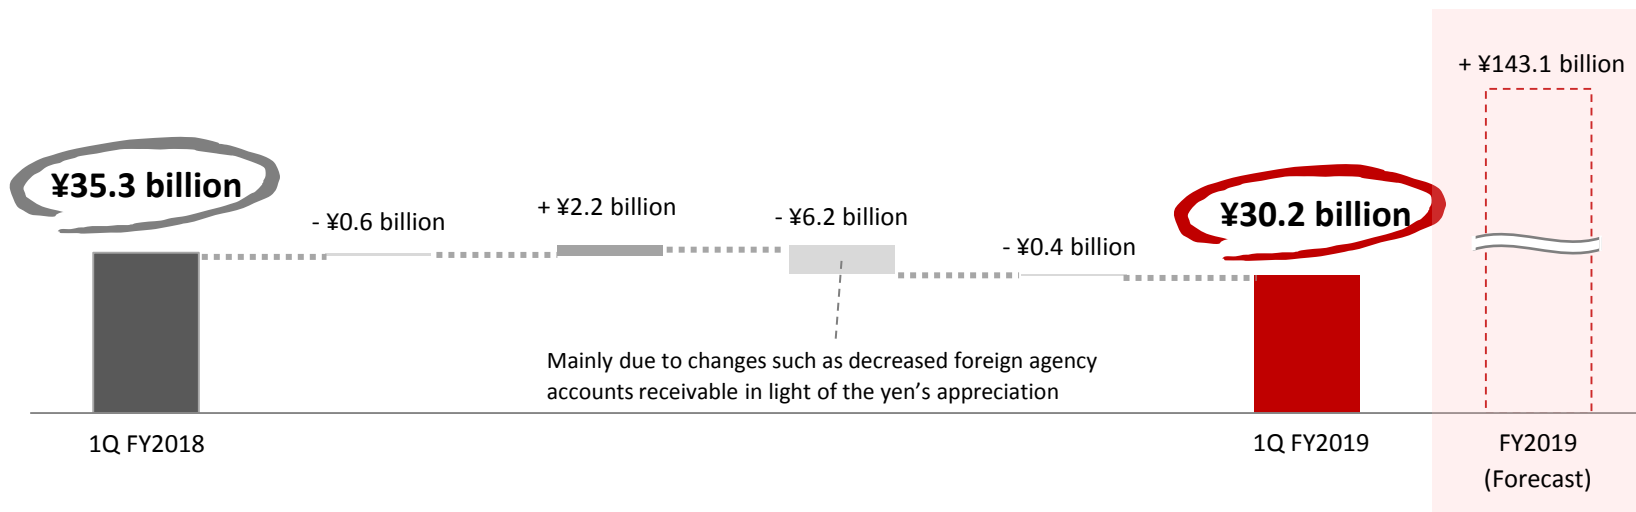 + ¥143.1 billion
¥35.3 billion
- ¥0.6 billion
+ ¥2.2 billion
- ¥6.2 billion
- ¥0.4 billion
¥30.2 billion
Mainly due to changes such as decreased foreign agency
accounts receivable in light of the yen’s appreciation
1Q FY2018
1Q FY2019
FY2019
(Forecast)